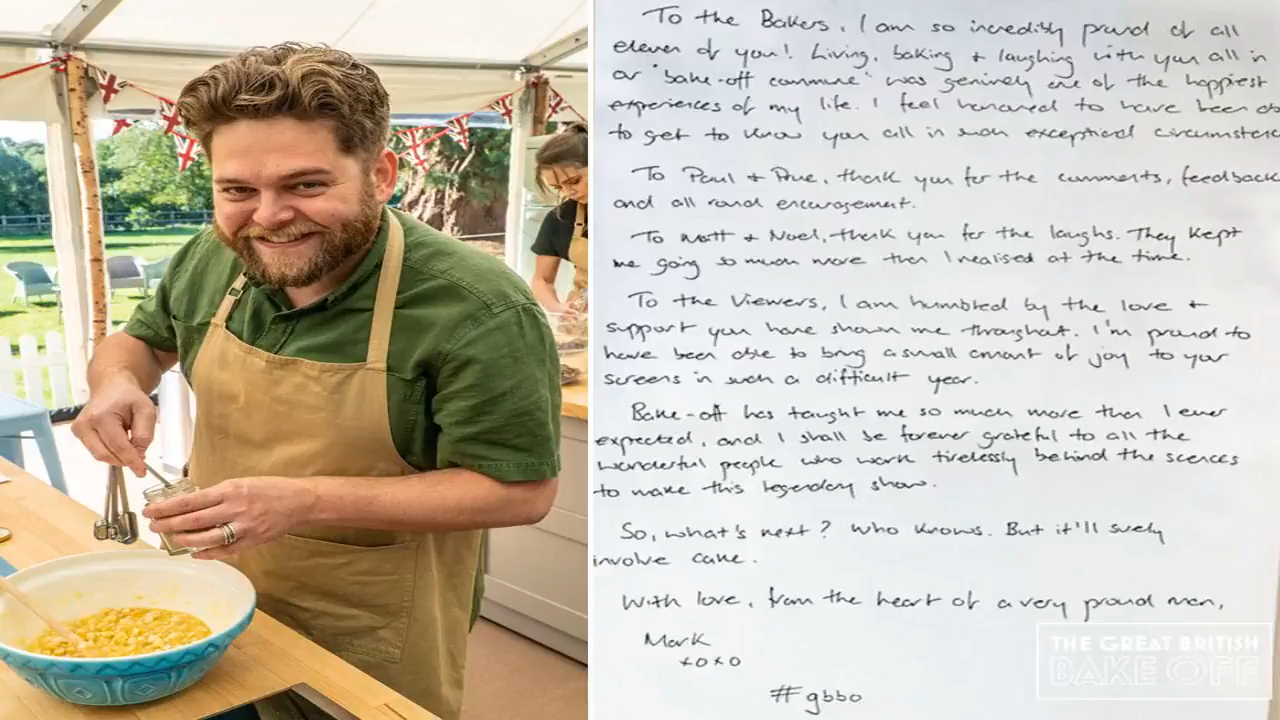 To the Bakers, I am so incredibly proud of all
eleven of you! Living, baking + laughing with you all in
our "bake-off commune" was genuinely one of the happiest
experiences of my life. I feel honoured to have been
to get to know you all in such exceptional
To Paul + Prue, thank you for the comments, feedback
and all round encouragement.
To Matt + Noel, thank you for the laughs. They kept
me going so much more than I realised at the time.
To the Viewers, I am humbled by the love +
support you have shown me throughout. I'm proud to
have been able to bring a small amount of joy to your
screens in such a difficult year.
Bake-off has taught me so much more than I ever
expected, and I shall be forever grateful to all the
wonderful people who work tirelessly behind the scenes
to make this legendary show.
So, what's next? Who knows. But it'll surely
involve cake.
With love, from the heart of a very proud man,
Mark
xoxo
#gbbo
THE GREAT BRITISH
BAKE OFF